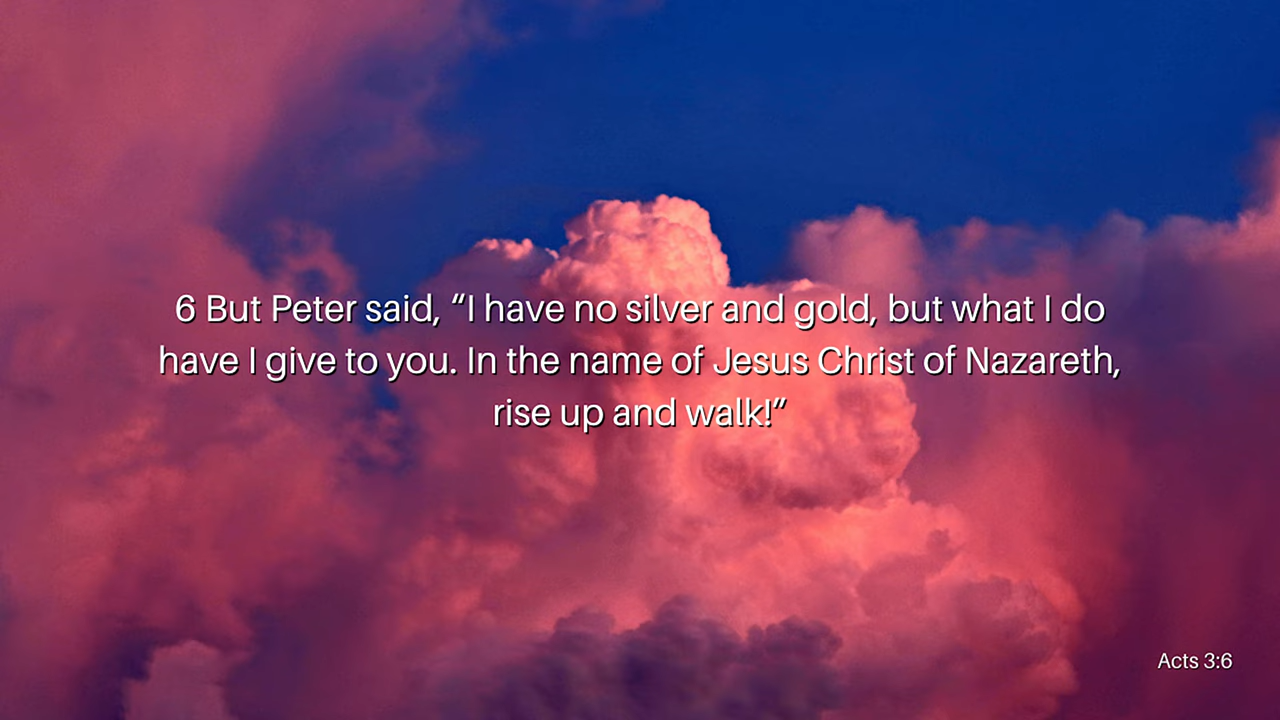 6 But Peter said, “I have no silver and gold, but what I do
have I give to you. In the name of Jesus Christ of Nazareth,
rise up and walk!”
Acts 3:6